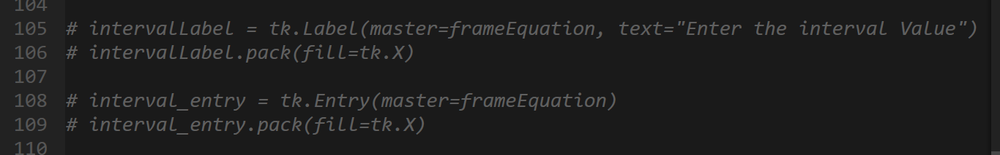 104
105 # intervalLabel = tk.Label(master=frameEquation, text="Enter the interval Value")
106 # intervalLabel.pack(fill=tk.X)
107
108 # interval_entry = tk.Entry(master=frameEquation)
109 # interval_entry.pack(fill=tk.X)
110